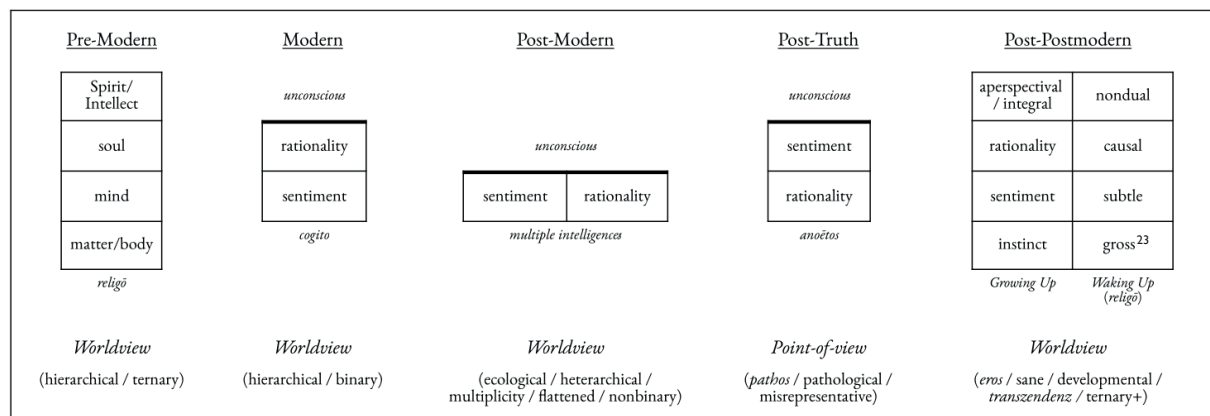 Pre-Modern
Spirit/
Intellect
soul
mind
matter/body
religō
Worldview
(hierarchical / ternary)
Modern
unconscious
rationality
sentiment
cogito
Worldview
(hierarchical / binary)
Post-Modern
unconscious
sentiment rationality
multiple intelligences
Worldview
(ecological / heterarchical /
multiplicity / flattened / nonbinary)
Post-Truth
unconscious
sentiment
rationality
anoētos
Point-of-view
(pathos / pathological /
misrepresentative)
Post-Postmodern
aperspectival
/ integral
nondual
rationality causal
sentiment subtle
instinct gross23
Growing Up Waking Up
(religō)
Worldview
(eros / sane / developmental /
transzendenz / ternary+)